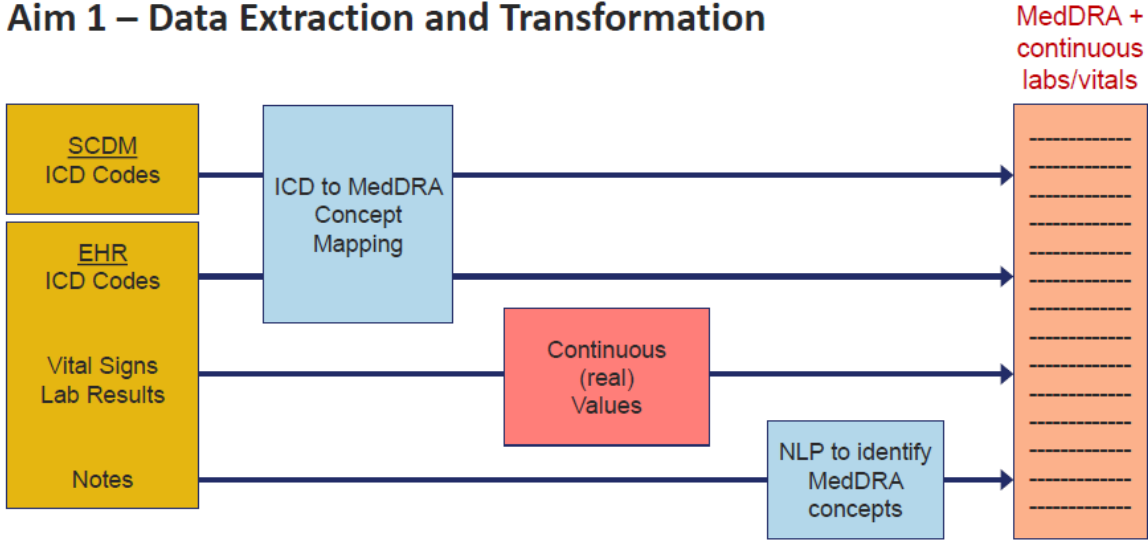 Aim 1 – Data Extraction and Transformation
MedDRA +
continuous
labs/vitals
SCDM
ICD Codes
ICD to MedDRA
Concept
Mapping
EHR
ICD Codes
Vital Signs
Lab Results
Continuous
(real)
Values
Notes
NLP to identify
MedDRA
concepts